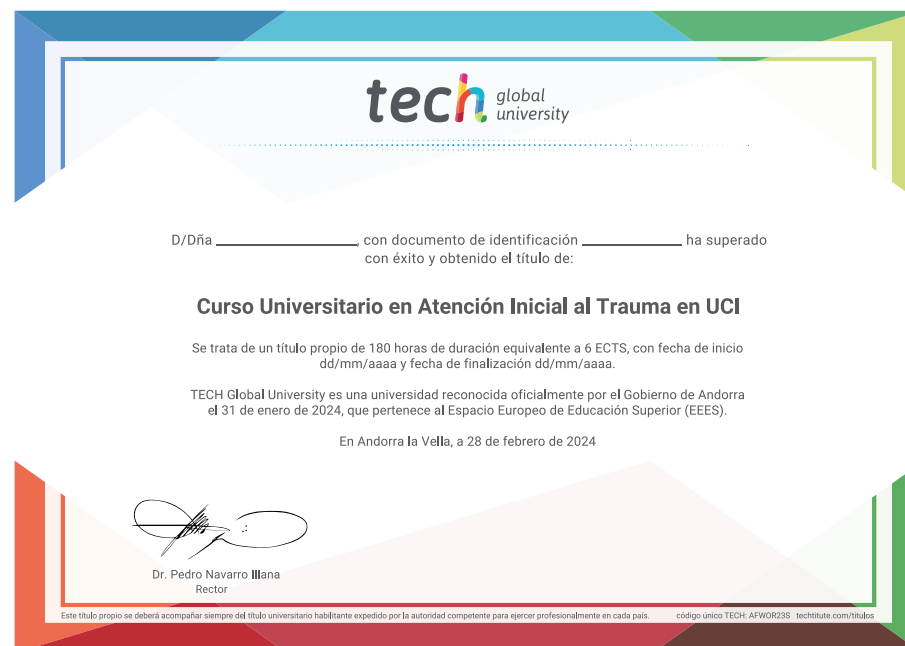 tech global university
D/Dña ____________, con documento de identificación ____________ ha superado
con éxito y obtenido el título de:
Curso Universitario en Atención Inicial al Trauma en UCI
Se trata de un título propio de 180 horas de duración equivalente a 6 ECTS, con fecha de inicio
dd/mm/aaaa y fecha de finalización dd/mm/aaaa.
TECH Global University es una universidad reconocida oficialmente por el Gobierno de Andorra
el 31 de enero de 2024, que pertenece al Espacio Europeo de Educación Superior (EEES).
En Andorra la Vella, a 28 de febrero de 2024
Dr. Pedro Navarro Illana
Rector
Este título propio se deberá acompañar siempre del título universitario habilitante expedido por la autoridad competente para ejercer profesionalmente en cada país. código único TECH: AFWOR23S techtitute.com/titulos